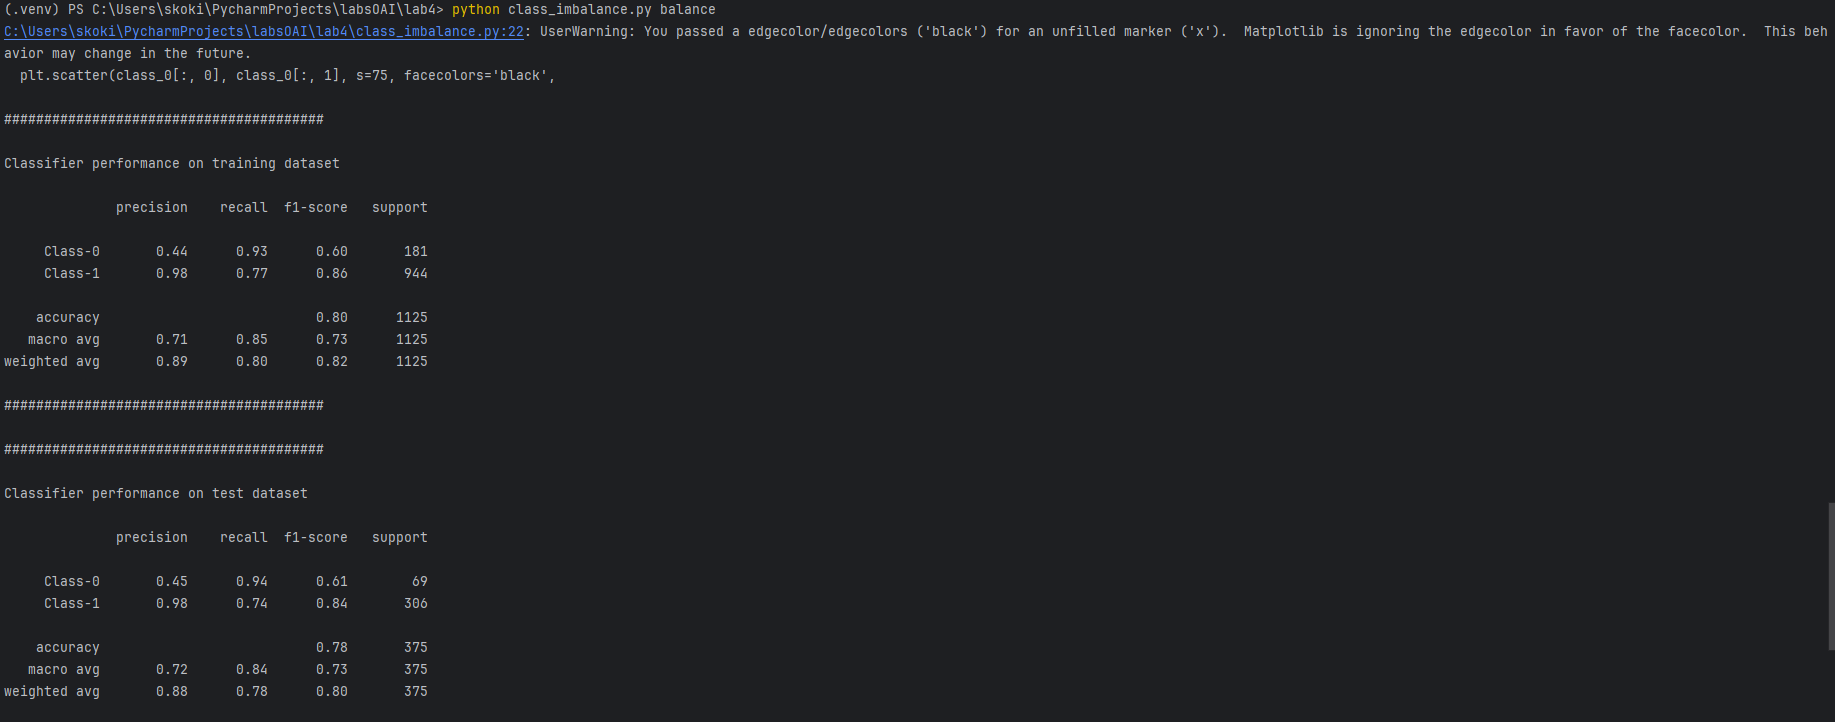 (.venv) PS C:\Users\skoki\PycharmProjects\labsOAI\lab4> python class_imbalance.py balance
C:\Users\skoki\PycharmProjects\labsOAI\lab4\class_imbalance.py:22: UserWarning: You passed a edgecolor/edgecolors ('black') for an unfilled marker ('x').  Matplotlib is ignoring the edgecolor in favor of the facecolor.  This beh
avior may change in the future.
  plt.scatter(class_0[:, 0], class_0[:, 1], s=75, facecolors='black',
########################################
Classifier performance on training dataset
              precision    recall  f1-score   support
     Class-0       0.44      0.93      0.60       181
     Class-1       0.98      0.77      0.86       944
    accuracy                           0.80      1125
   macro avg       0.71      0.85      0.73      1125
weighted avg       0.89      0.80      0.82      1125
########################################
########################################
Classifier performance on test dataset
              precision    recall  f1-score   support
     Class-0       0.45      0.94      0.61        69
     Class-1       0.98      0.74      0.84       306
    accuracy                           0.78       375
   macro avg       0.72      0.84      0.73       375
weighted avg       0.88      0.78      0.80       375